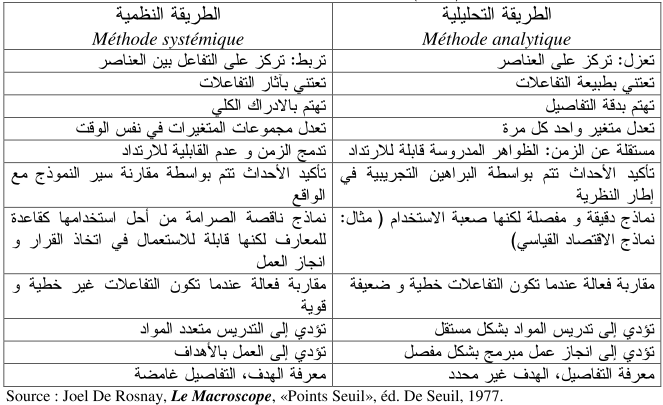 الطريقة التحليلية
Méthode analytique
الطريقة النظمية
Méthode systémique
تعزل: تركز على العناصر
تربط: تركز على التفاعل بين العناصر
تعتني بطبيعة التفاعلات
تعتني بآثار التفاعلات
تهتم بدقة التفاصيل
تهتم بالادراك الكلي
تعدل متغير واحد كل مرة
تعدل مجموعات المتغيرات في نفس الوقت
مستقلة عن الزمن: الظواهر المدروسة قابلة للارتداد
تدمج الزمن و عدم القابلية للارتداد
تأكيد الأحداث تتم بواسطة البراهين التجريبية في
إطار النظرية
تأكيد الأحداث تتم بواسطة مقارنة سير النموذج مع
الواقع
نماذج دقيقة و مفصلة لكنها صعبة الاستخدام ( مثال:
نماذج الاقتصاد القياسي)
نماذج ناقصة الصرامة من أحل استخدامها كقاعدة
للمعارف لكنها قابلة للاستعمال في اتخاذ القرار و
انجاز العمل
مقاربة فعالة عندما تكون التفاعلات خطية و ضعيفة
مقاربة فعالة عندما تكون التفاعلات غير خطية و
قوية
تؤدي إلى تدريس المواد بشكل مستقل
تؤدي إلى التدريس متعدد المواد
تؤدي إلى انجاز عمل مبرمج بشكل مفصل
تؤدي إلى العمل بالأهداف
معرفة التفاصيل، الهدف غير محدد
معرفة الهدف، التفاصيل غامضة
Source : Joel De Rosnay, Le Macroscope, «Points Seuil», éd. De Seuil, 1977.